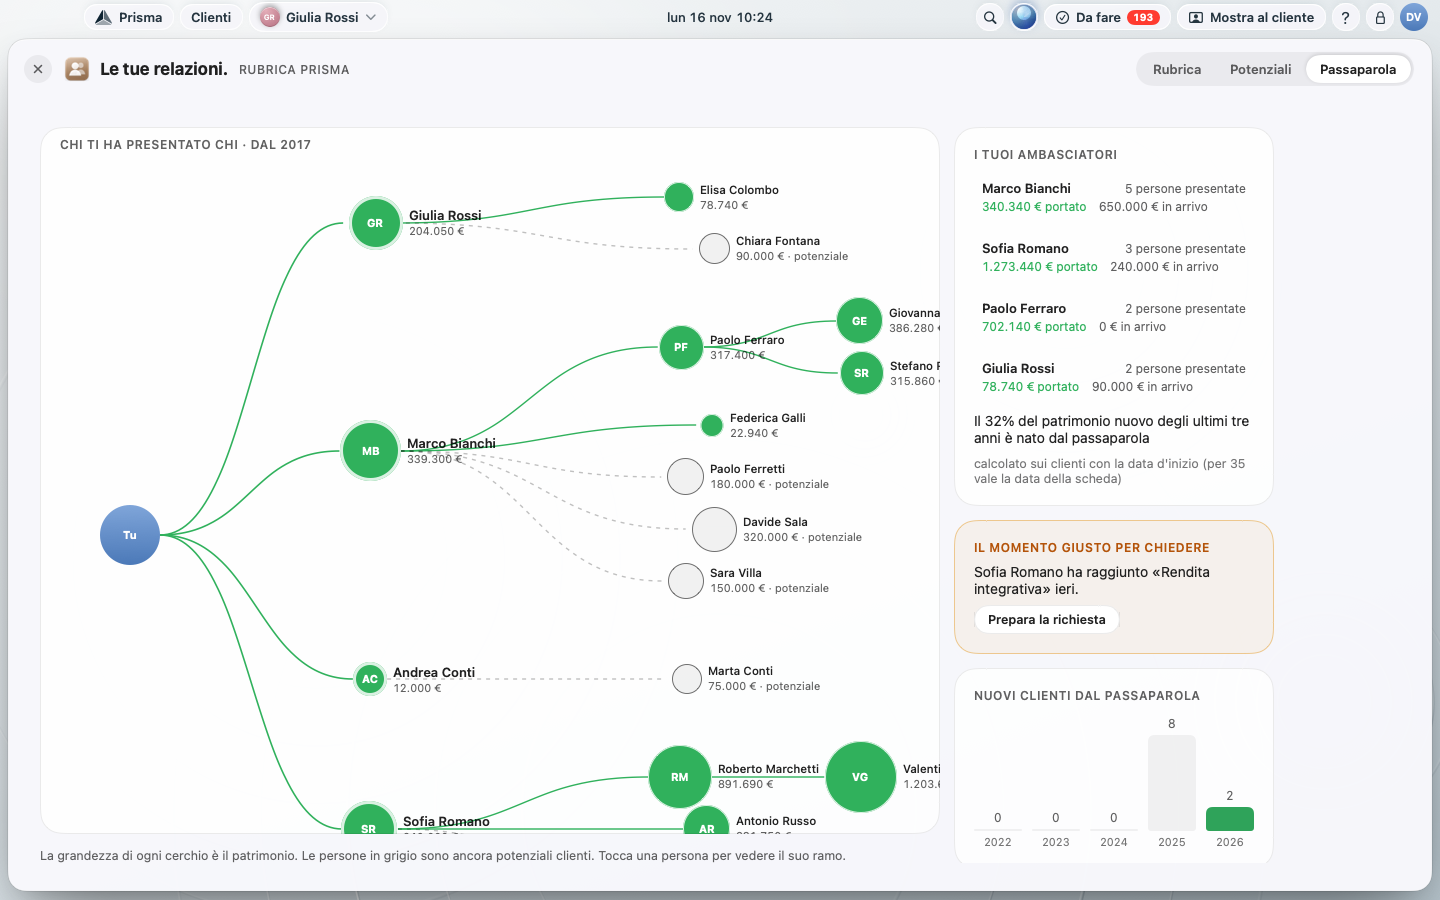 Prisma
Clienti
GR Giulia Rossi
lun 16 nov 10:24
Da fare 193
Mostra al cliente
?
DV
Le tue relazioni. RUBRICA PRISMA
Rubrica
Potenziali
Passaparola
CHI TI HA PRESENTATO CHI · DAL 2017
Tu
GR
Giulia Rossi
204.050 €
Elisa Colombo
78.740 €
Chiara Fontana
90.000 € · potenziale
MB
Marco Bianchi
339.300 €
PF
Paolo Ferraro
317.400 €
GE
Giovanna
386.280
SR
Stefano
315.860
Federica Galli
22.940 €
Paolo Ferretti
180.000 € · potenziale
Davide Sala
320.000 € · potenziale
Sara Villa
150.000 € · potenziale
AC
Andrea Conti
12.000 €
Marta Conti
75.000 € · potenziale
SR
Sofia Romano
RM
Roberto Marchetti
891.690 €
VG
Valenti
1.203.6
AR
Antonio Russo
La grandezza di ogni cerchio è il patrimonio. Le persone in grigio sono ancora potenziali clienti. Tocca una persona per vedere il suo ramo.
I TUOI AMBASCIATORI
Marco Bianchi 5 persone presentate
340.340 € portato 650.000 € in arrivo
Sofia Romano 3 persone presentate
1.273.440 € portato 240.000 € in arrivo
Paolo Ferraro 2 persone presentate
702.140 € portato 0 € in arrivo
Giulia Rossi 2 persone presentate
78.740 € portato 90.000 € in arrivo
Il 32% del patrimonio nuovo degli ultimi tre
anni è nato dal passaparola
calcolato sui clienti con la data d'inizio (per 35
vale la data della scheda)
IL MOMENTO GIUSTO PER CHIEDERE
Sofia Romano ha raggiunto «Rendita
integrativa» ieri.
Prepara la richiesta
NUOVI CLIENTI DAL PASSAPAROLA
0 0 0 8 2
2022 2023 2024 2025 2026